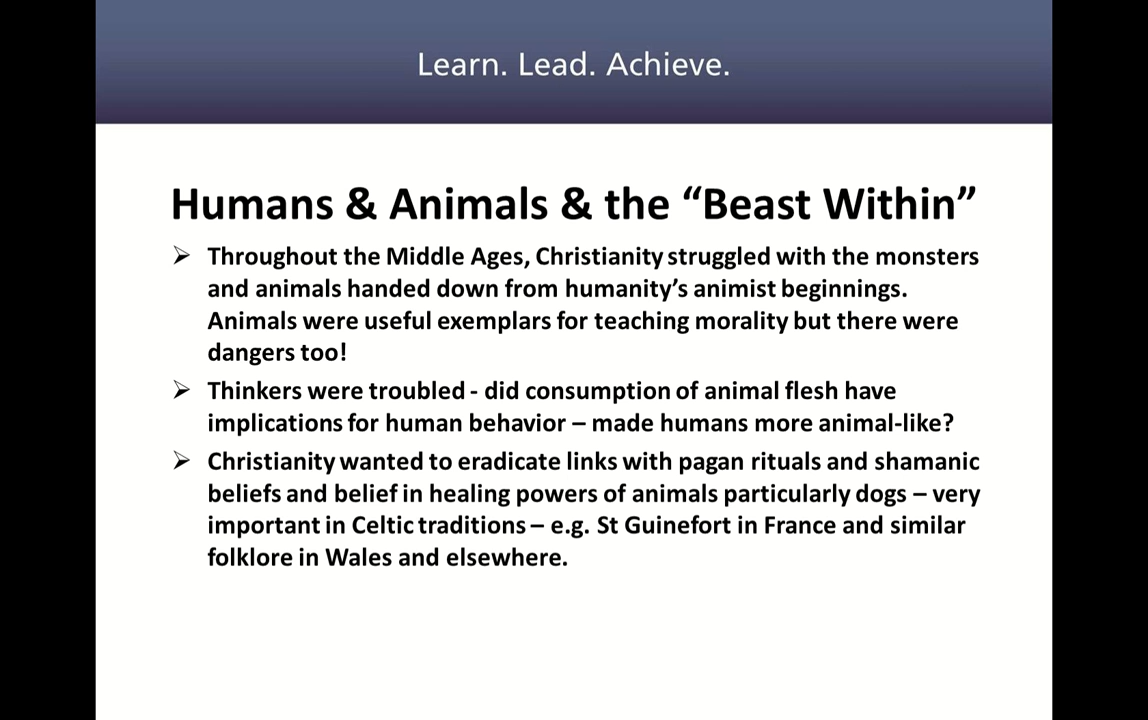 Learn. Lead. Achieve.
Humans & Animals & the “Beast Within”
➢ Throughout the Middle Ages, Christianity struggled with the monsters
and animals handed down from humanity’s animist beginnings.
Animals were useful exemplars for teaching morality but there were
dangers too!
➢ Thinkers were troubled - did consumption of animal flesh have
implications for human behavior – made humans more animal-like?
➢ Christianity wanted to eradicate links with pagan rituals and shamanic
beliefs and belief in healing powers of animals particularly dogs – very
important in Celtic traditions – e.g. St Guinefort in France and similar
folklore in Wales and elsewhere.